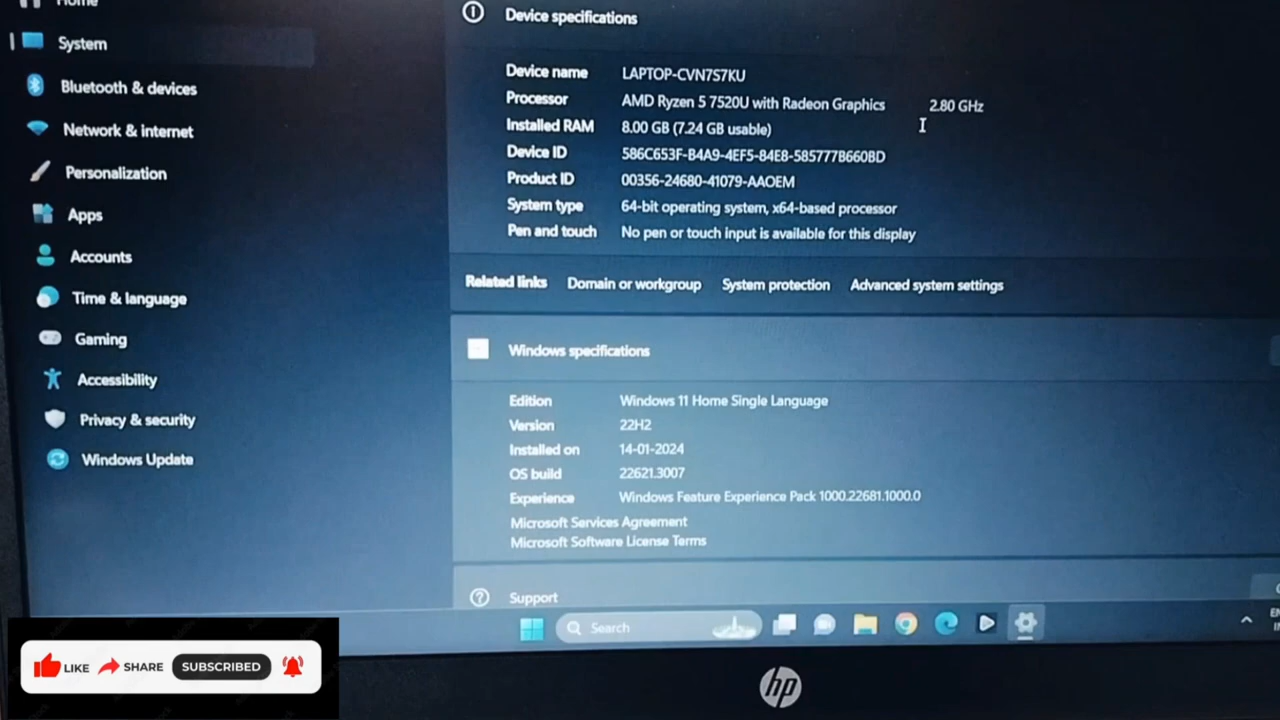 Home
System
Bluetooth & devices
Network & internet
Personalization
Apps
Accounts
Time & language
Gaming
Accessibility
Privacy & security
Windows Update
Device specifications
Device name LAPTOP-CVN7S7KU
Processor AMD Ryzen 5 7520U with Radeon Graphics 2.80 GHz
Installed RAM 8.00 GB (7.24 GB usable)
Device ID 586C653F-B4A9-4EF5-84E8-585777B660BD
Product ID 00356-24680-41079-AAOEM
System type 64-bit operating system, x64-based processor
Pen and touch No pen or touch input is available for this display
Related links Domain or workgroup System protection Advanced system settings
Windows specifications
Edition Windows 11 Home Single Language
Version 22H2
Installed on 14-01-2024
OS build 22621.3007
Experience Windows Feature Experience Pack 1000.22681.1000.0
Microsoft Services Agreement
Microsoft Software License Terms
Support
Search
hp
LIKE SHARE SUBSCRIBED